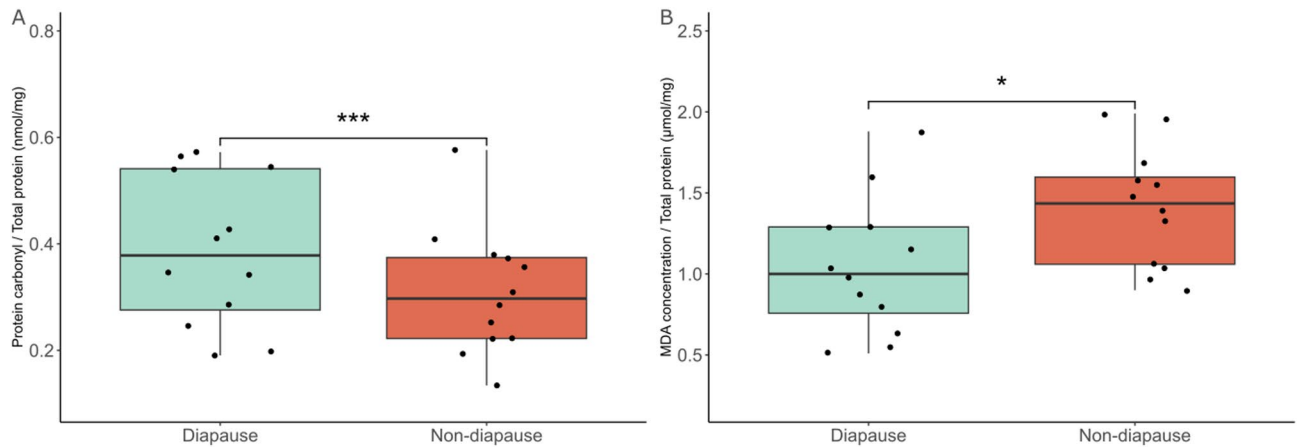 A
Protein carbonyl / Total protein (nmol/mg)
0.8
0.6
0.4
0.2
***
Diapause
Non-diapause
B
MDA concentration / Total protein (μmol/mg)
2.5
2.0
1.5
1.0
0.5
*
Diapause
Non-diapause